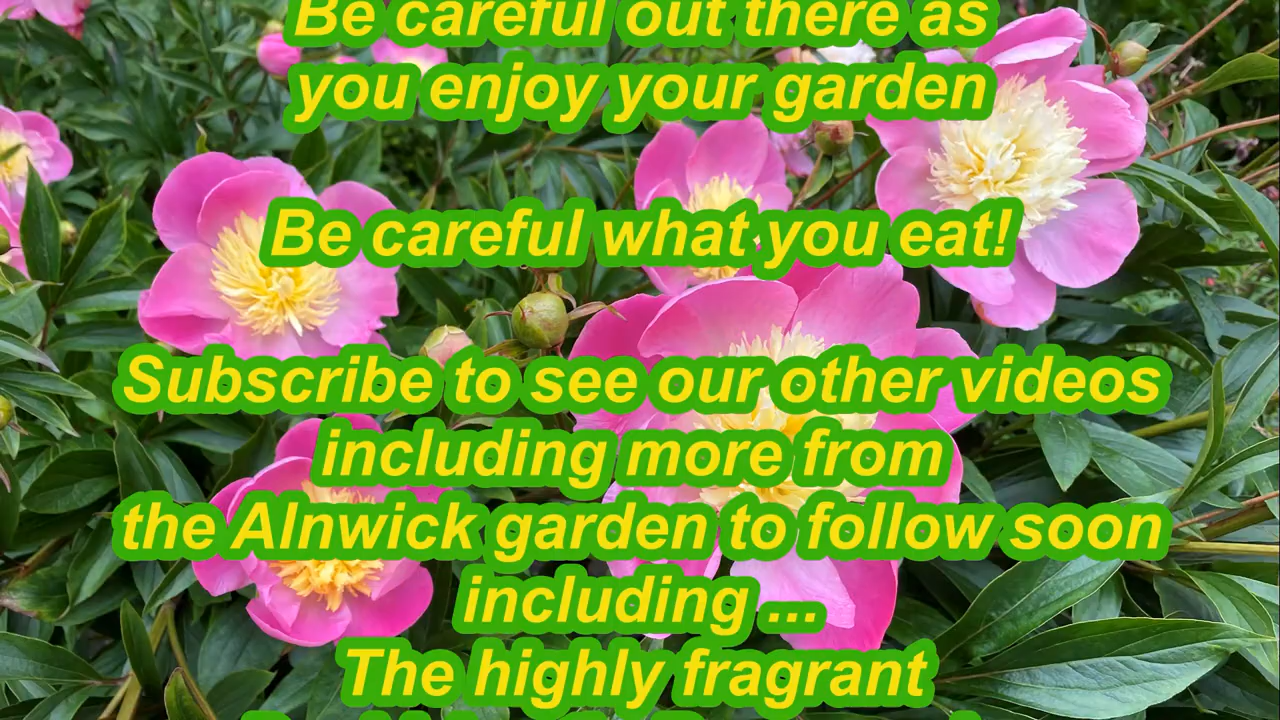 Be careful out there as
you enjoy your garden
Be careful what you eat!
Subscribe to see our other videos
including more from
the Alnwick garden to follow soon
including ...
The highly fragrant